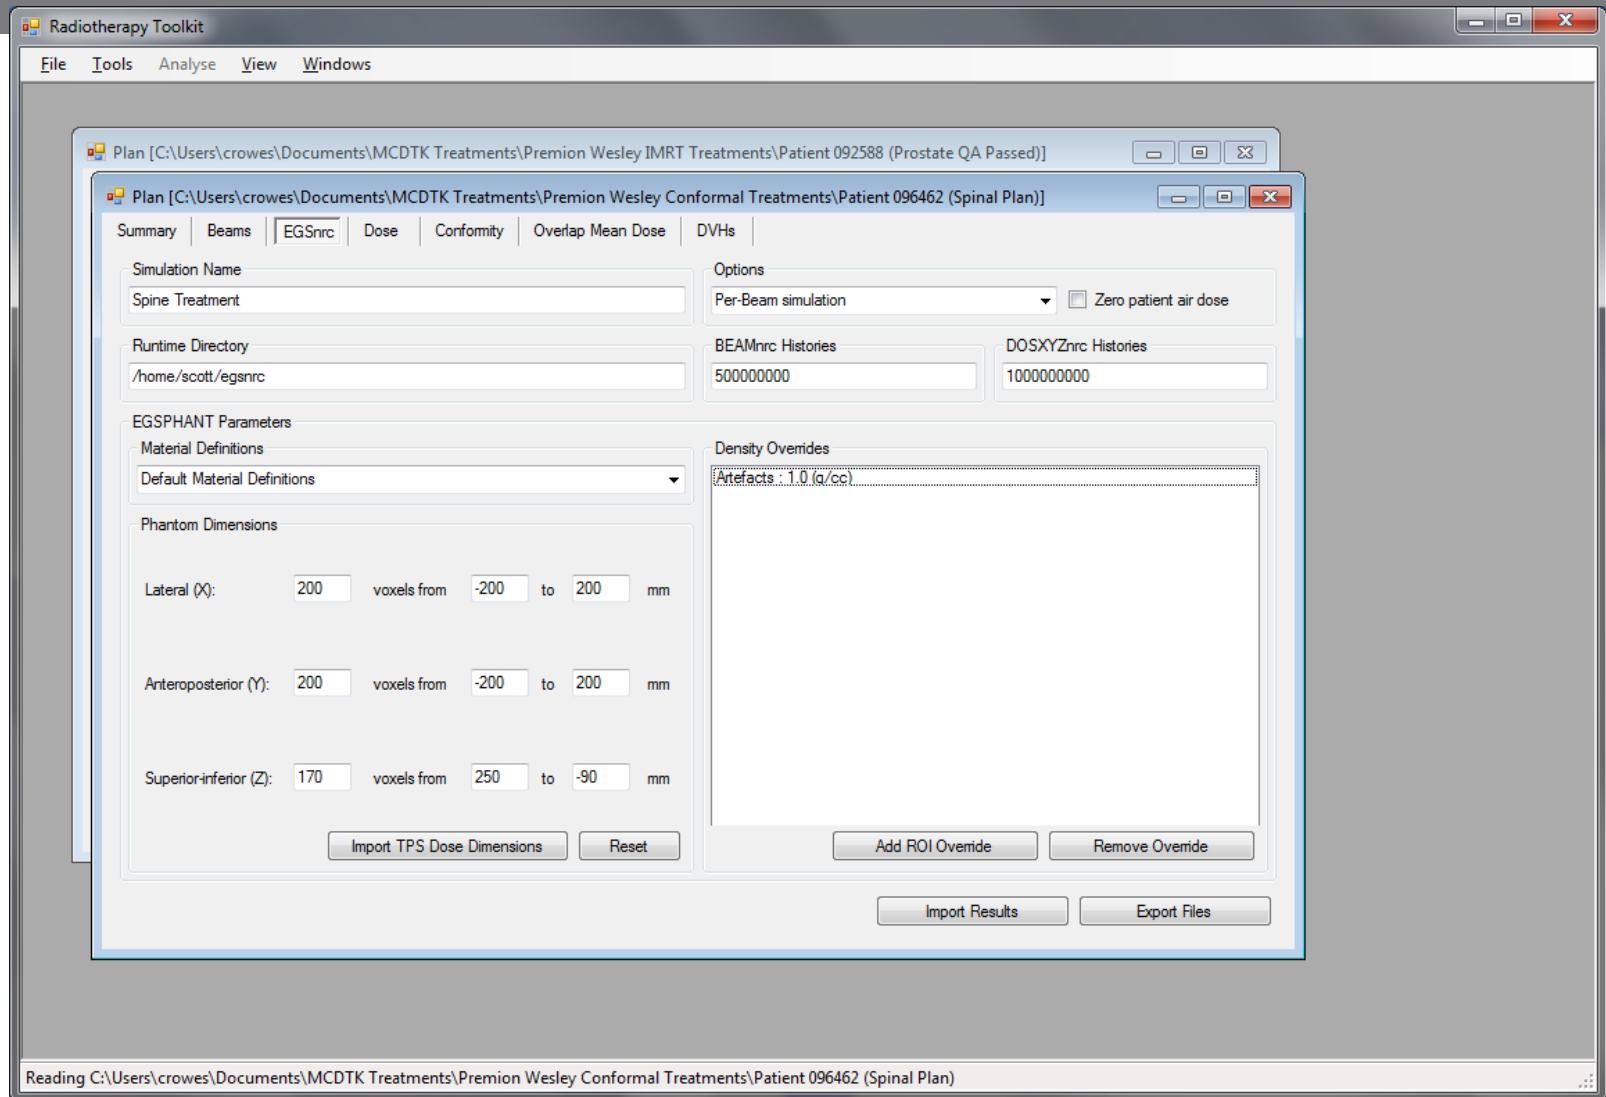 Radiotherapy Toolkit
File Tools Analyse View Windows
Plan [C:\Users\crowes\Documents\MCDTK Treatments\Premion Wesley IMRT Treatments\Patient 092588 (Prostate QA Passed)]
Plan [C:\Users\crowes\Documents\MCDTK Treatments\Premion Wesley Conformal Treatments\Patient 096462 (Spinal Plan)]
Summary Beams EGSnrc Dose Conformity Overlap Mean Dose DVHs
Simulation Name Options
Spine Treatment Per-Beam simulation Zero patient air dose
Runtime Directory BEAMnrc Histories DOSXYZnrc Histories
/home/scott/egsnrc 500000000 1000000000
EGSPHANT Parameters
Material Definitions Density Overrides
Default Material Definitions Artefacts : 1.0 (g/cc)
Phantom Dimensions
Lateral (X): 200 voxels from -200 to 200 mm
Anteroposterior (Y): 200 voxels from -200 to 200 mm
Superior-inferior (Z): 170 voxels from 250 to -90 mm
Import TPS Dose Dimensions Reset Add ROI Override Remove Override
Import Results Export Files
Reading C:\Users\crowes\Documents\MCDTK Treatments\Premion Wesley Conformal Treatments\Patient 096462 (Spinal Plan)